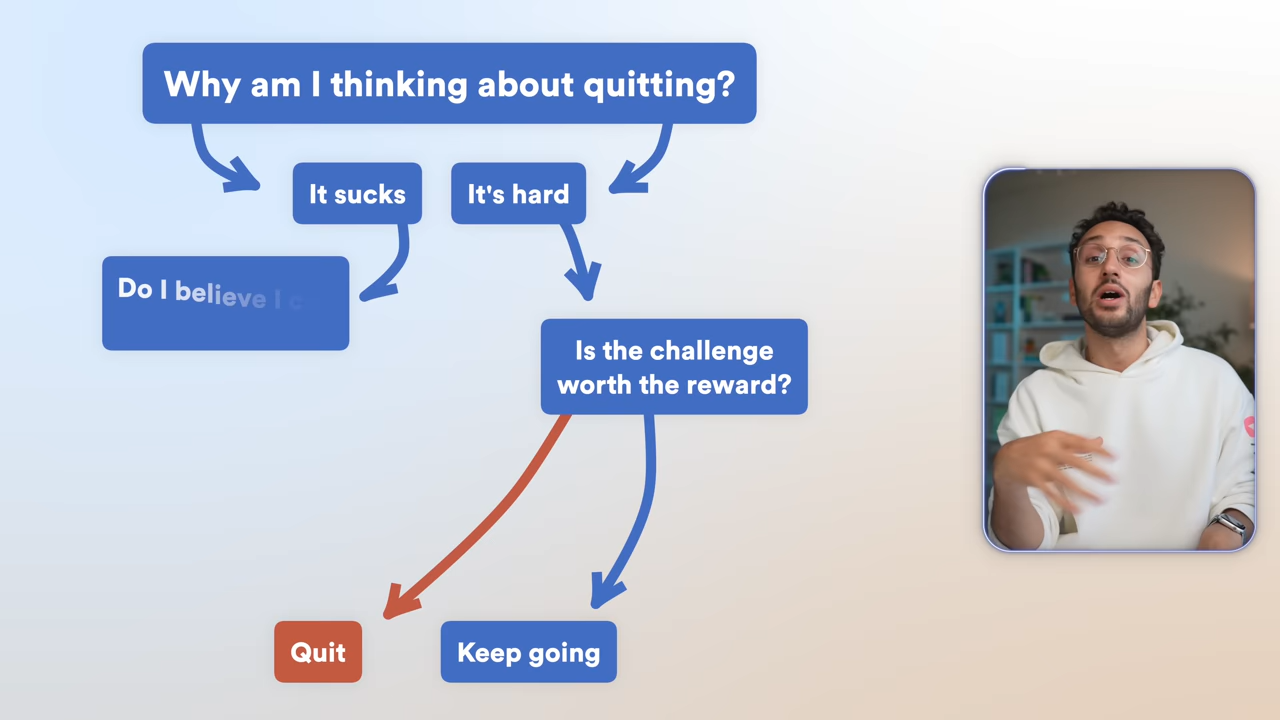 Why am I thinking about quitting?
It sucks
It's hard
Do I believe I
Is the challenge
worth the reward?
Quit
Keep going